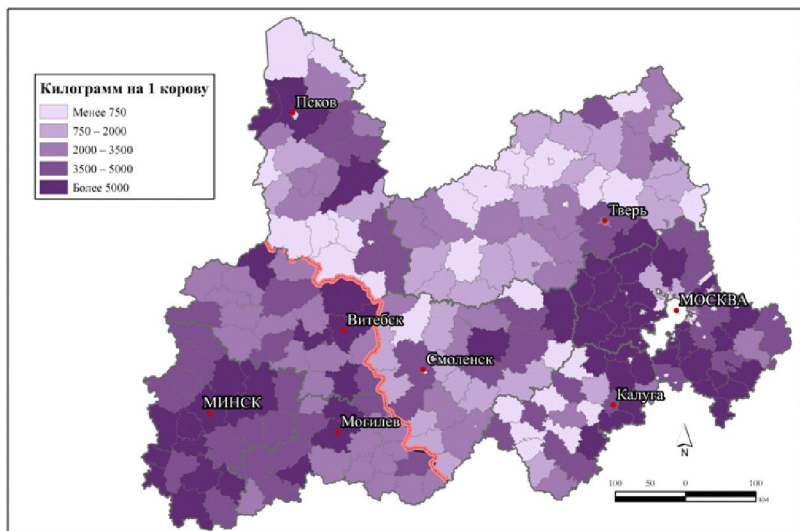 Килограмм на 1 корову
Менее 750
750 – 2000
2000 – 3500
3500 – 5000
Более 5000
Псков
Тверь
МОСКВА
Витебск
Смоленск
МИНСК
Калуга
Могилев
N
100 50 0 100
км